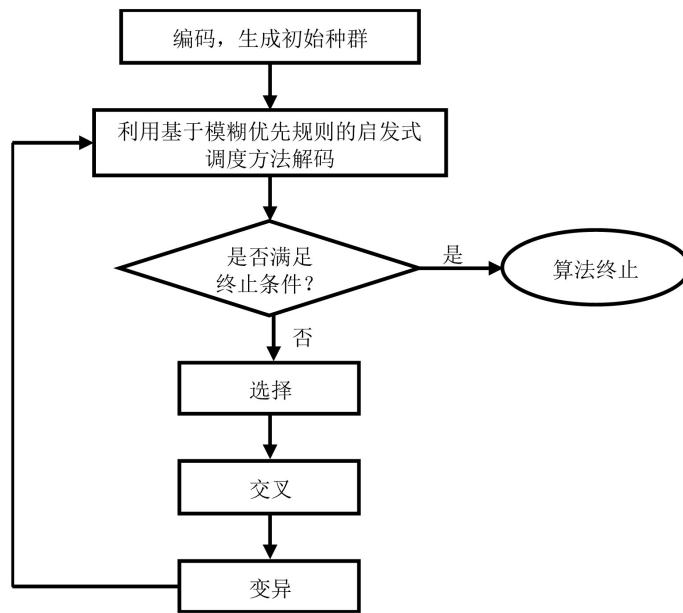 编码，生成初始种群
利用基于模糊优先规则的启发式
调度方法解码
是否满足
终止条件？
是
算法终止
否
选择
交叉
变异